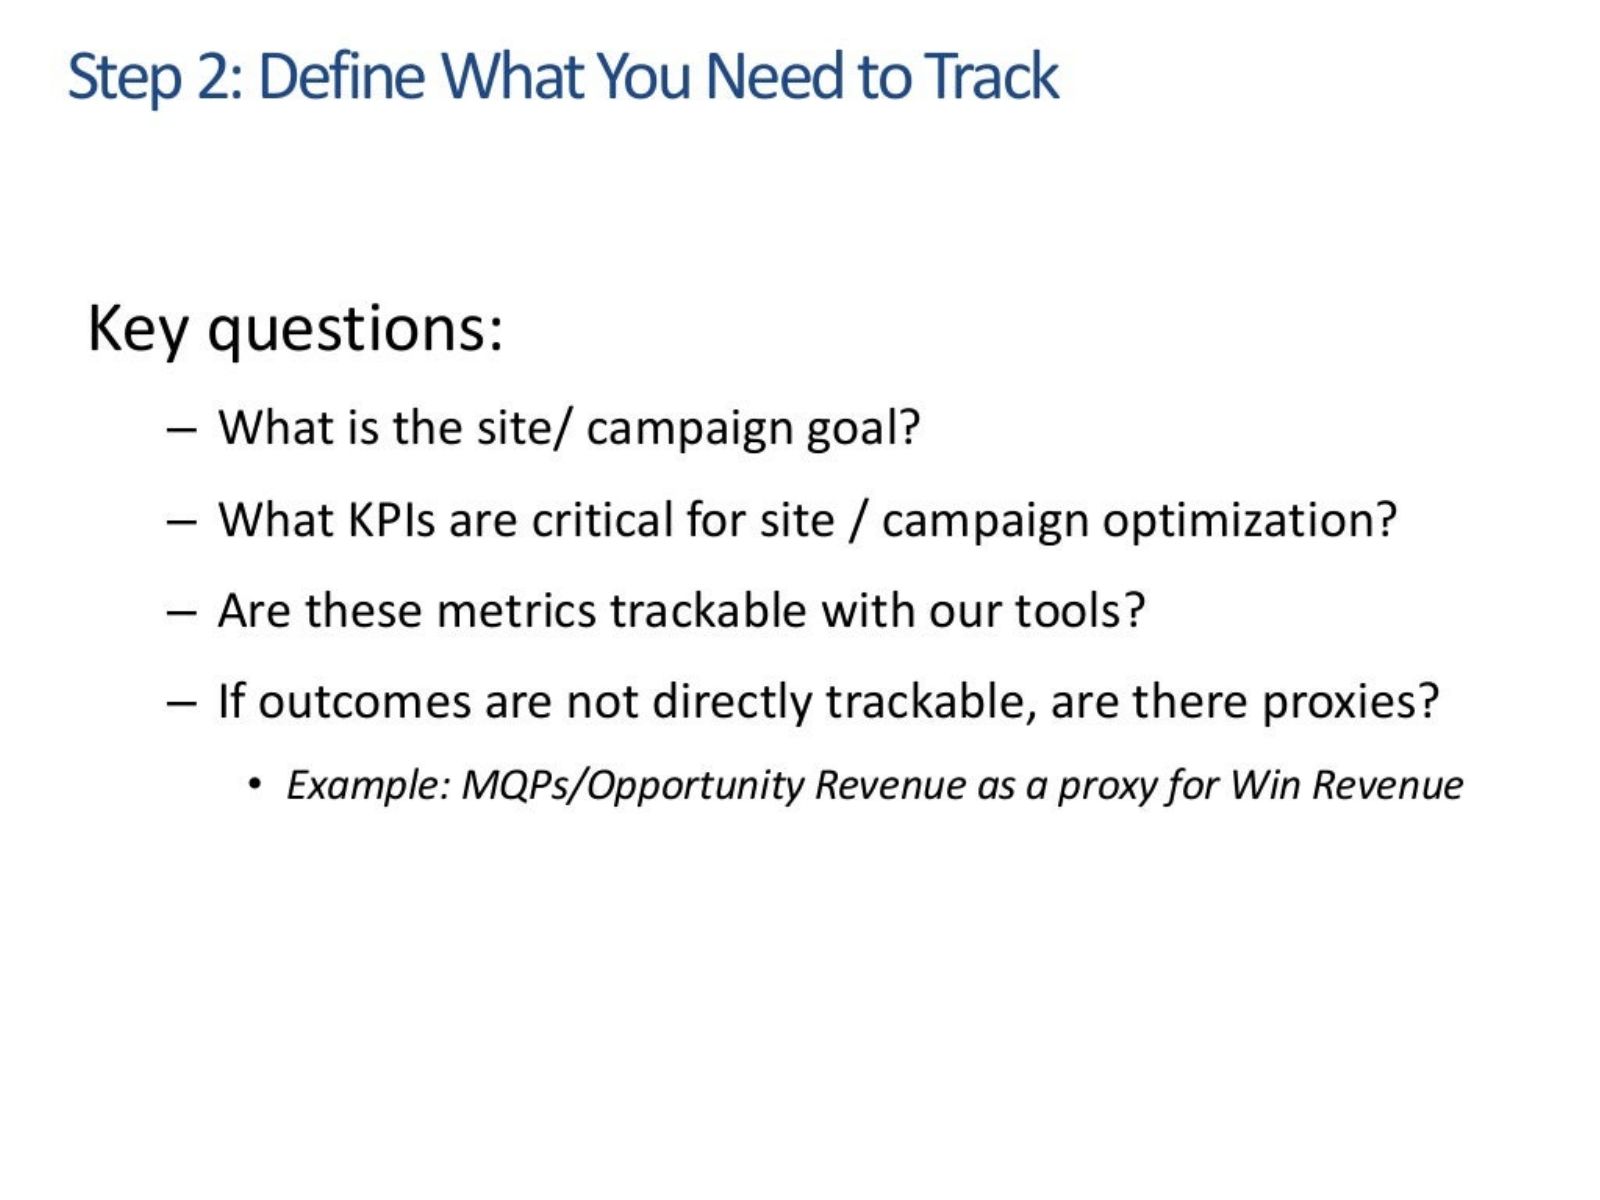 Step 2: Define What You Need to Track
Key questions:
– What is the site/ campaign goal?
– What KPIs are critical for site / campaign optimization?
– Are these metrics trackable with our tools?
– If outcomes are not directly trackable, are there proxies?
• Example: MQPs/Opportunity Revenue as a proxy for Win Revenue